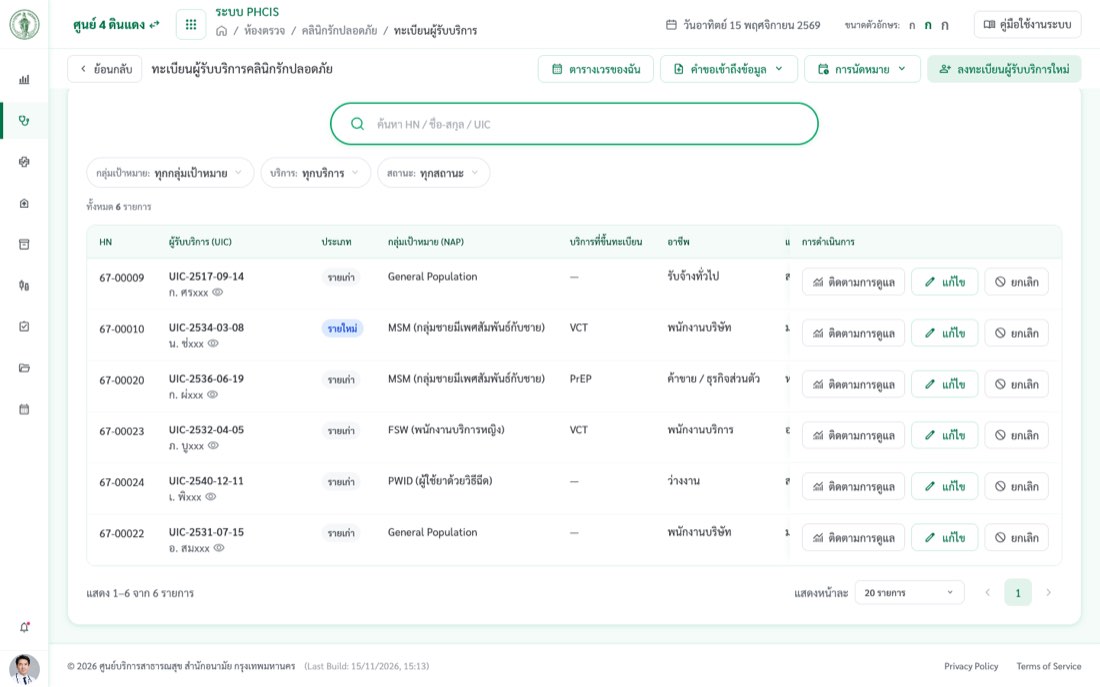 ศูนย์ 4 ดินแดง
ระบบ PHCIS
ห้องตรวจ / คลินิกรักปลอดภัย / ทะเบียนผู้รับบริการ
วันอาทิตย์ 15 พฤศจิกายน 2569
ขนาดตัวอักษร: ก ก ก
คู่มือใช้งานระบบ
ย้อนกลับ
ทะเบียนผู้รับบริการคลินิกรักปลอดภัย
ตารางเวรของฉัน
คำขอเข้าถึงข้อมูล
การนัดหมาย
ลงทะเบียนผู้รับบริการใหม่
ค้นหา HN / ชื่อ-สกุล / UIC
กลุ่มเป้าหมาย: ทุกกลุ่มเป้าหมาย
บริการ: ทุกบริการ
สถานะ: ทุกสถานะ
ทั้งหมด 6 รายการ
HN ผู้รับบริการ (UIC) ประเภท กลุ่มเป้าหมาย (NAP) บริการที่ขึ้นทะเบียน อาชีพ การดำเนินการ
67-00009 UIC-2517-09-14 รายเก่า General Population — รับจ้างทั่วไป ติดตามการดูแล แก้ไข ยกเลิก
ก. ศรxxx
67-00010 UIC-2534-03-08 รายใหม่ MSM (กลุ่มชายมีเพศสัมพันธ์กับชาย) VCT พนักงานบริษัท ติดตามการดูแล แก้ไข ยกเลิก
น. ช่xxx
67-00020 UIC-2536-06-19 รายเก่า MSM (กลุ่มชายมีเพศสัมพันธ์กับชาย) PrEP ค้าขาย / ธุรกิจส่วนตัว ติดตามการดูแล แก้ไข ยกเลิก
ก. ผ่xxx
67-00023 UIC-2532-04-05 รายเก่า FSW (พนักงานบริการหญิง) VCT พนักงานบริการ ติดตามการดูแล แก้ไข ยกเลิก
ภ. บูxxx
67-00024 UIC-2540-12-11 รายเก่า PWID (ผู้ใช้ยาด้วยวิธีฉีด) — ว่างงาน ติดตามการดูแล แก้ไข ยกเลิก
เ. พิxxx
67-00022 UIC-2531-07-15 รายเก่า General Population — พนักงานบริษัท ติดตามการดูแล แก้ไข ยกเลิก
อ. สมxxx
แสดง 1–6 จาก 6 รายการ
แสดงหน้าละ 20 รายการ 1
© 2026 ศูนย์บริการสาธารณสุข สำนักอนามัย กรุงเทพมหานคร (Last Build: 15/11/2026, 15:13)
Privacy Policy Terms of Service